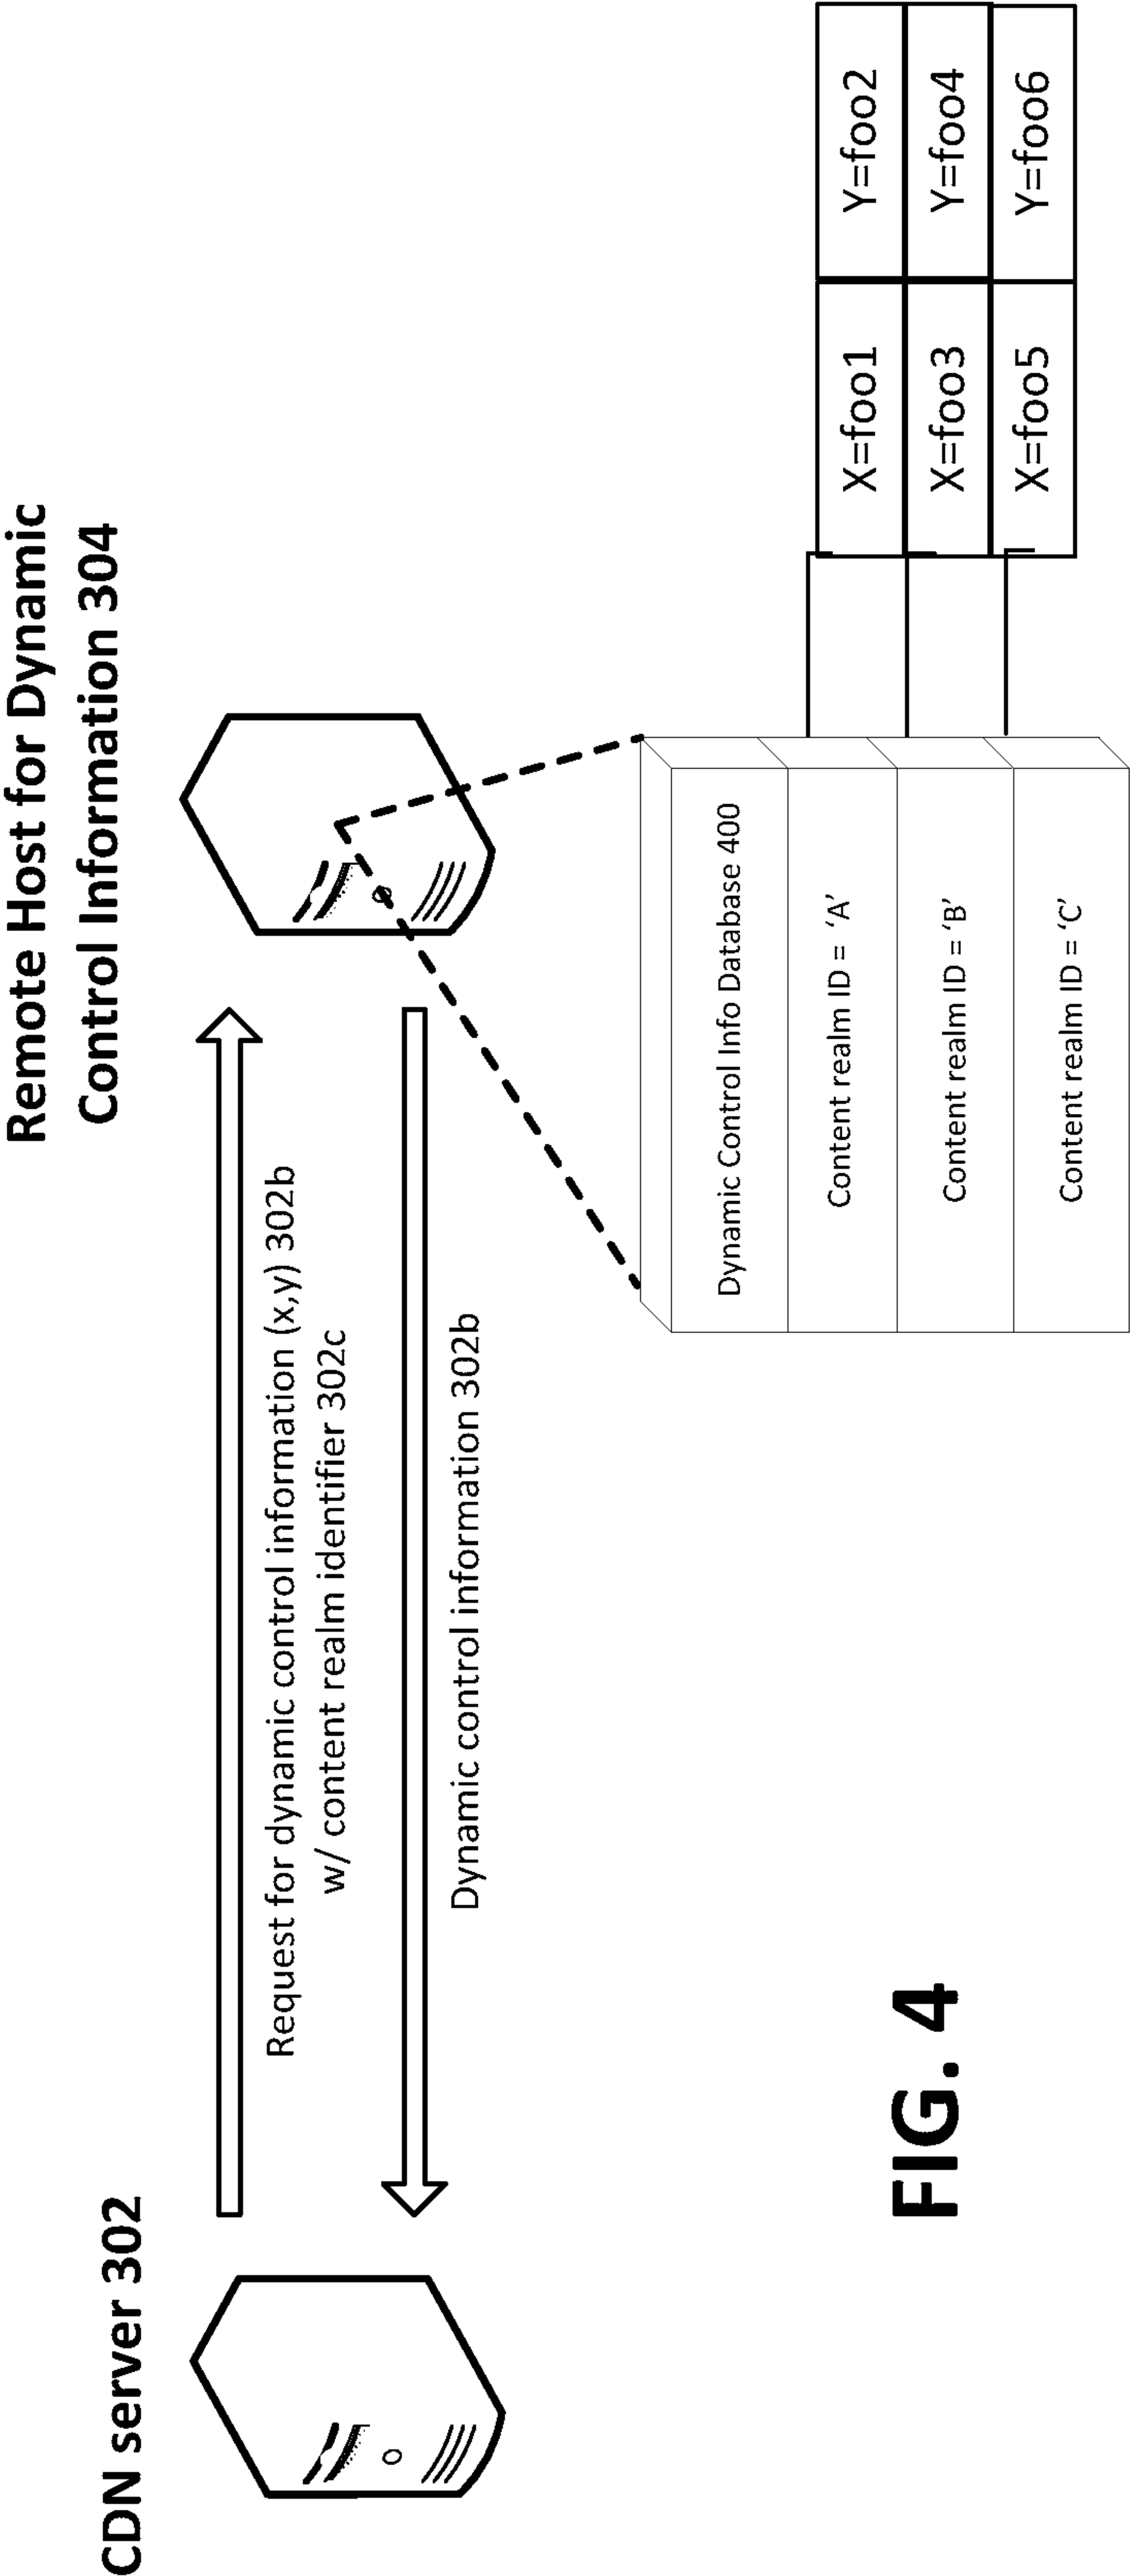 Remote Host for Dynamic
Control Information 304
CDN server 302
Request for dynamic control information (x,y) 302b
w/ content realm identifier 302c
Dynamic control information 302b
Dynamic Control Info Database 400
Content realm ID = ‘A’
Content realm ID = ‘B’
Content realm ID = ‘C’
X=foo1
Y=foo2
X=foo3
Y=foo4
X=foo5
Y=foo6
FIG. 4